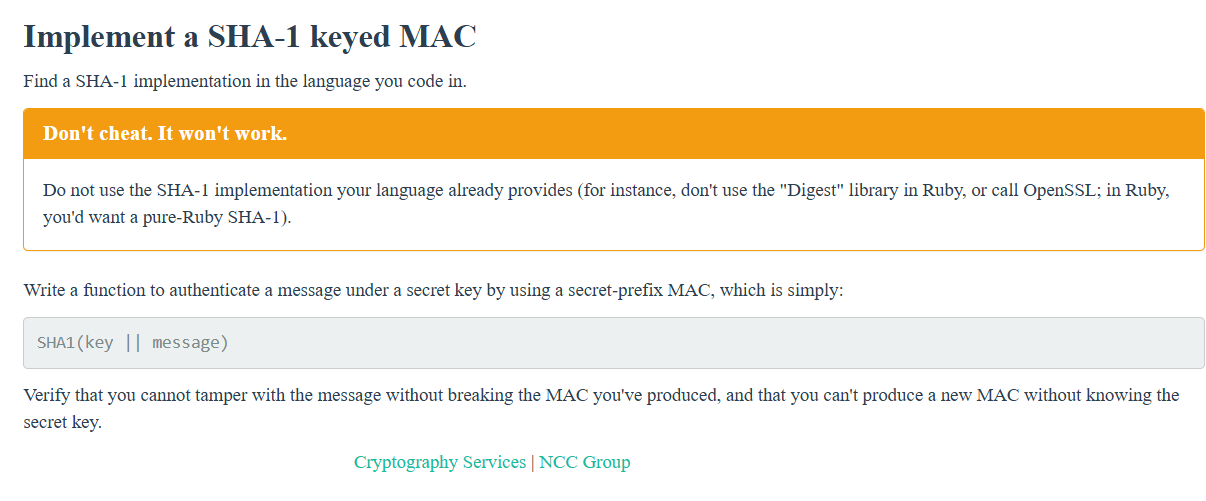 Implement a SHA-1 keyed MAC
Find a SHA-1 implementation in the language you code in.
Don't cheat. It won't work.
Do not use the SHA-1 implementation your language already provides (for instance, don't use the "Digest" library in Ruby, or call OpenSSL; in Ruby,
you'd want a pure-Ruby SHA-1).
Write a function to authenticate a message under a secret key by using a secret-prefix MAC, which is simply:
SHA1(key || message)
Verify that you cannot tamper with the message without breaking the MAC you've produced, and that you can't produce a new MAC without knowing the
secret key.
Cryptography Services | NCC Group